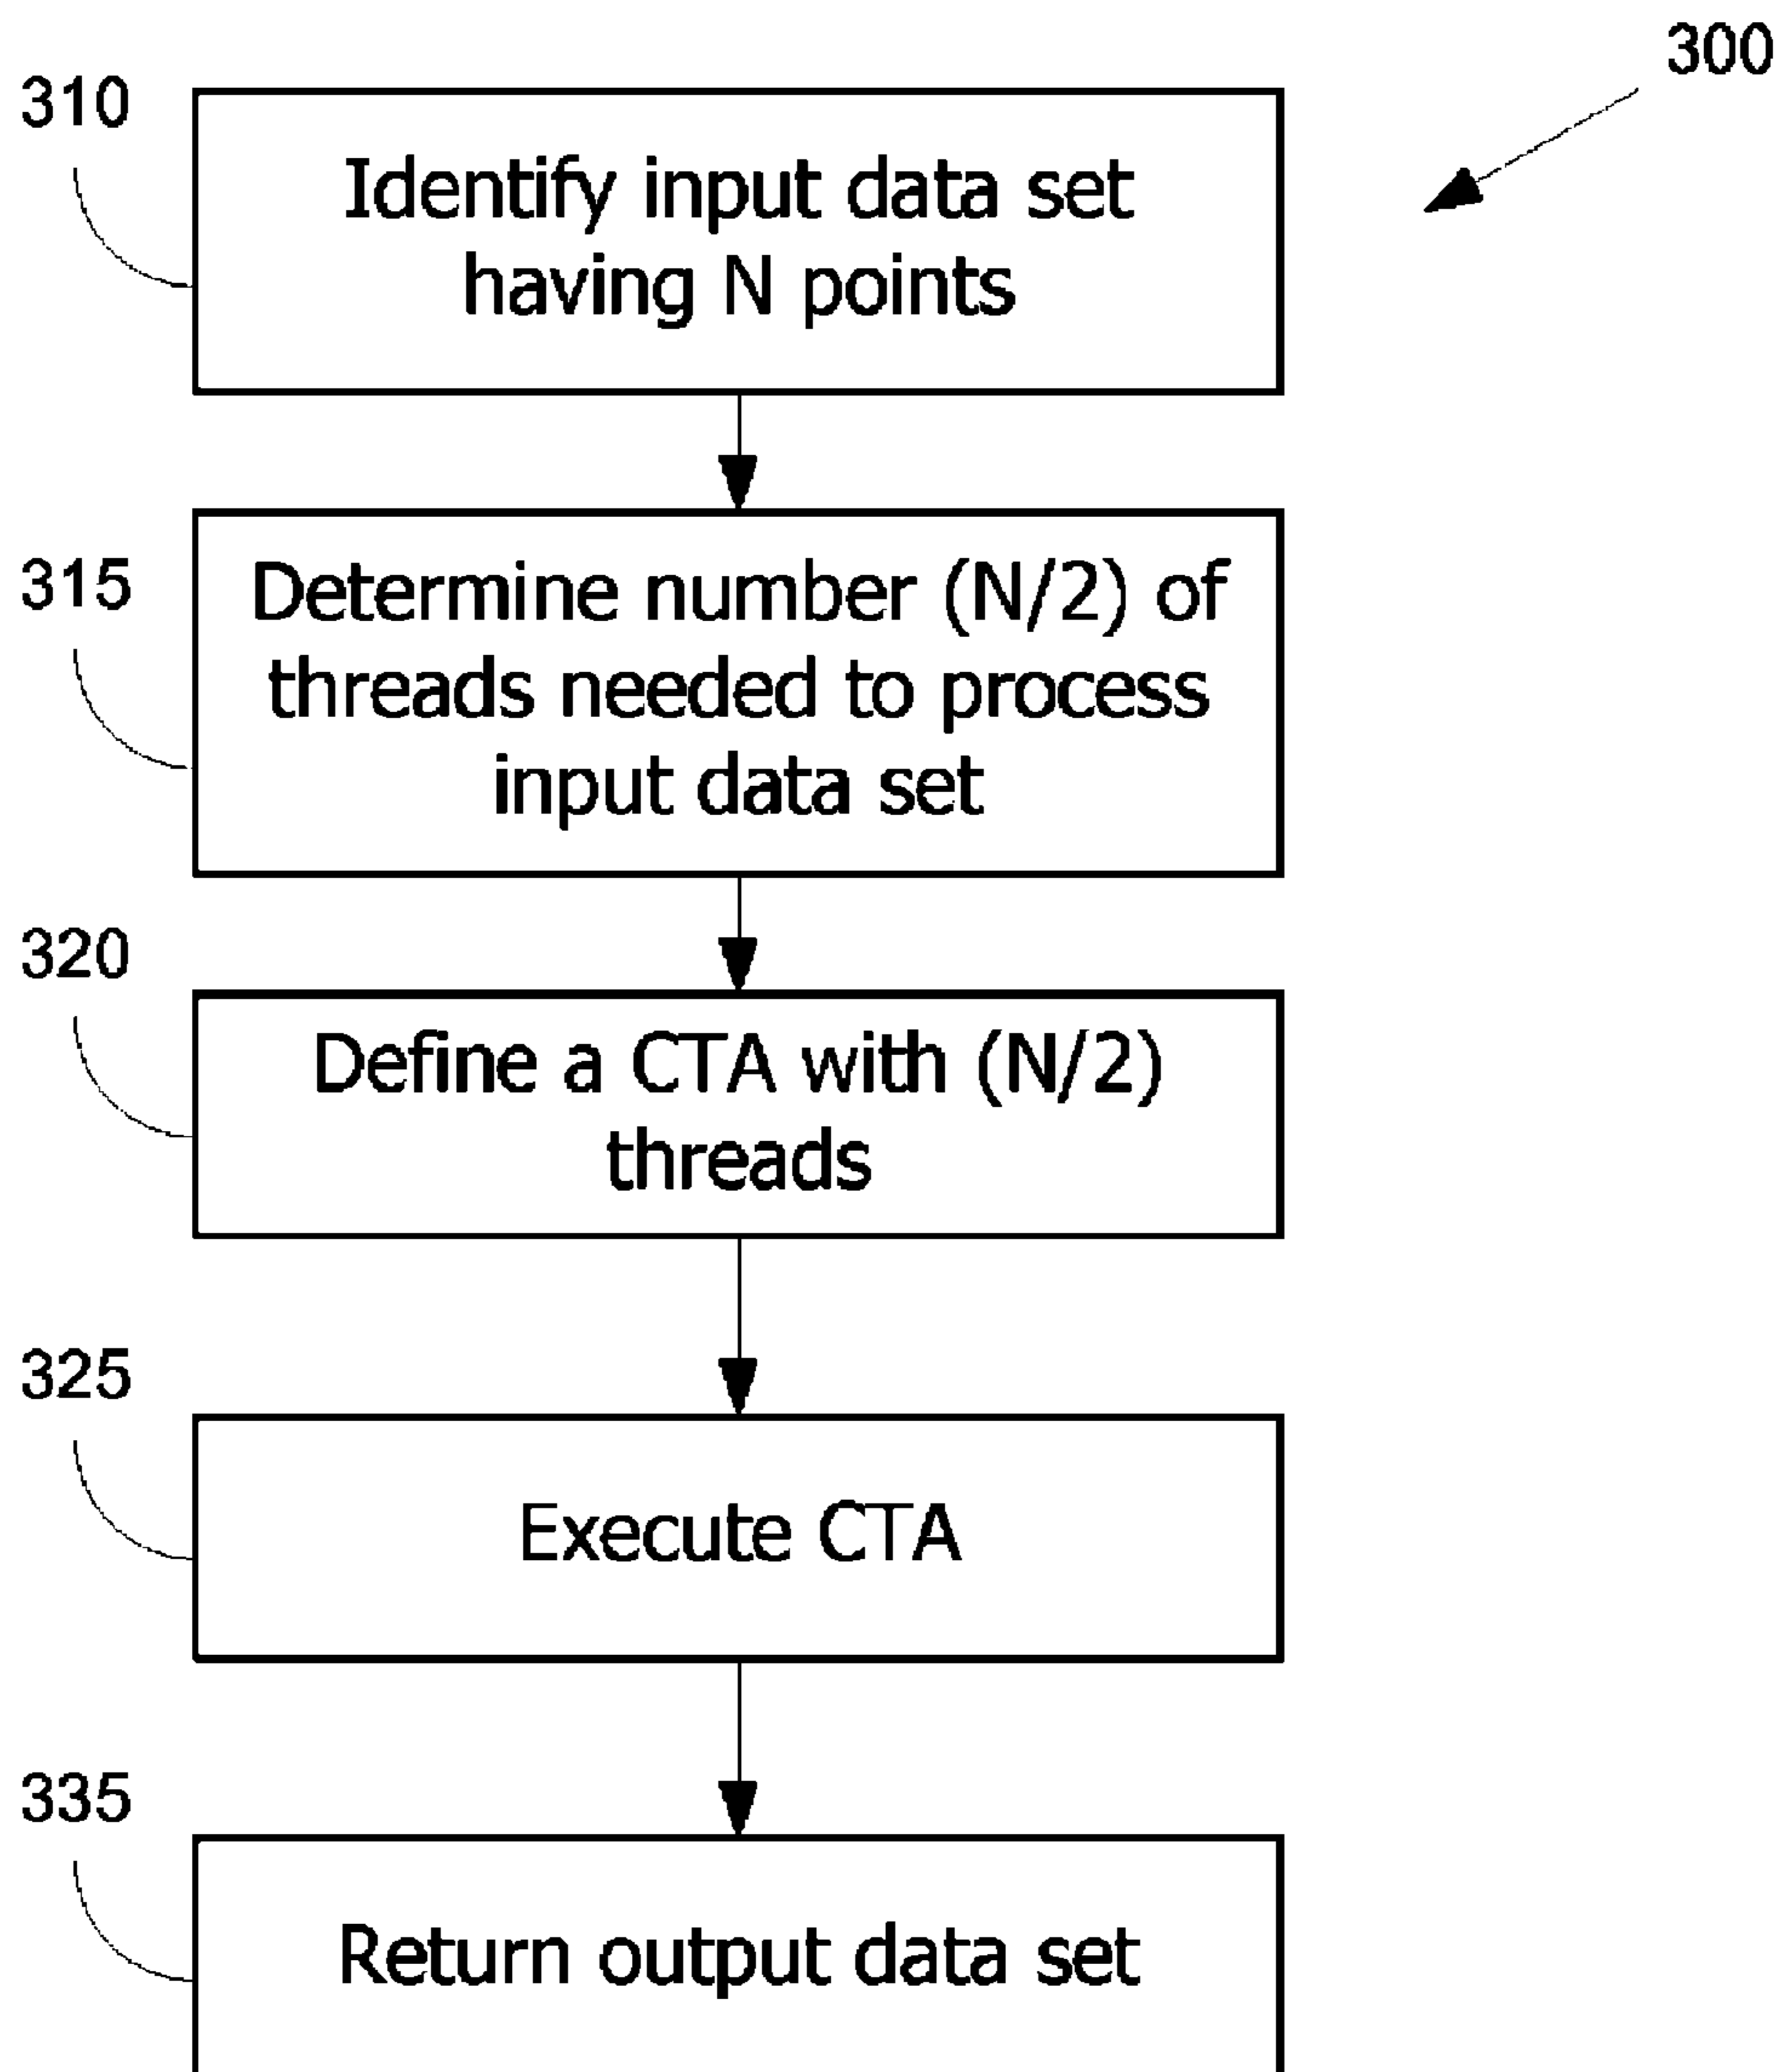 300
310
Identify input data set
having N points
315
Determine number (N/2) of
threads needed to process
input data set
320
Define a CTA with (N/2)
threads
325
Execute CTA
335
Return output data set